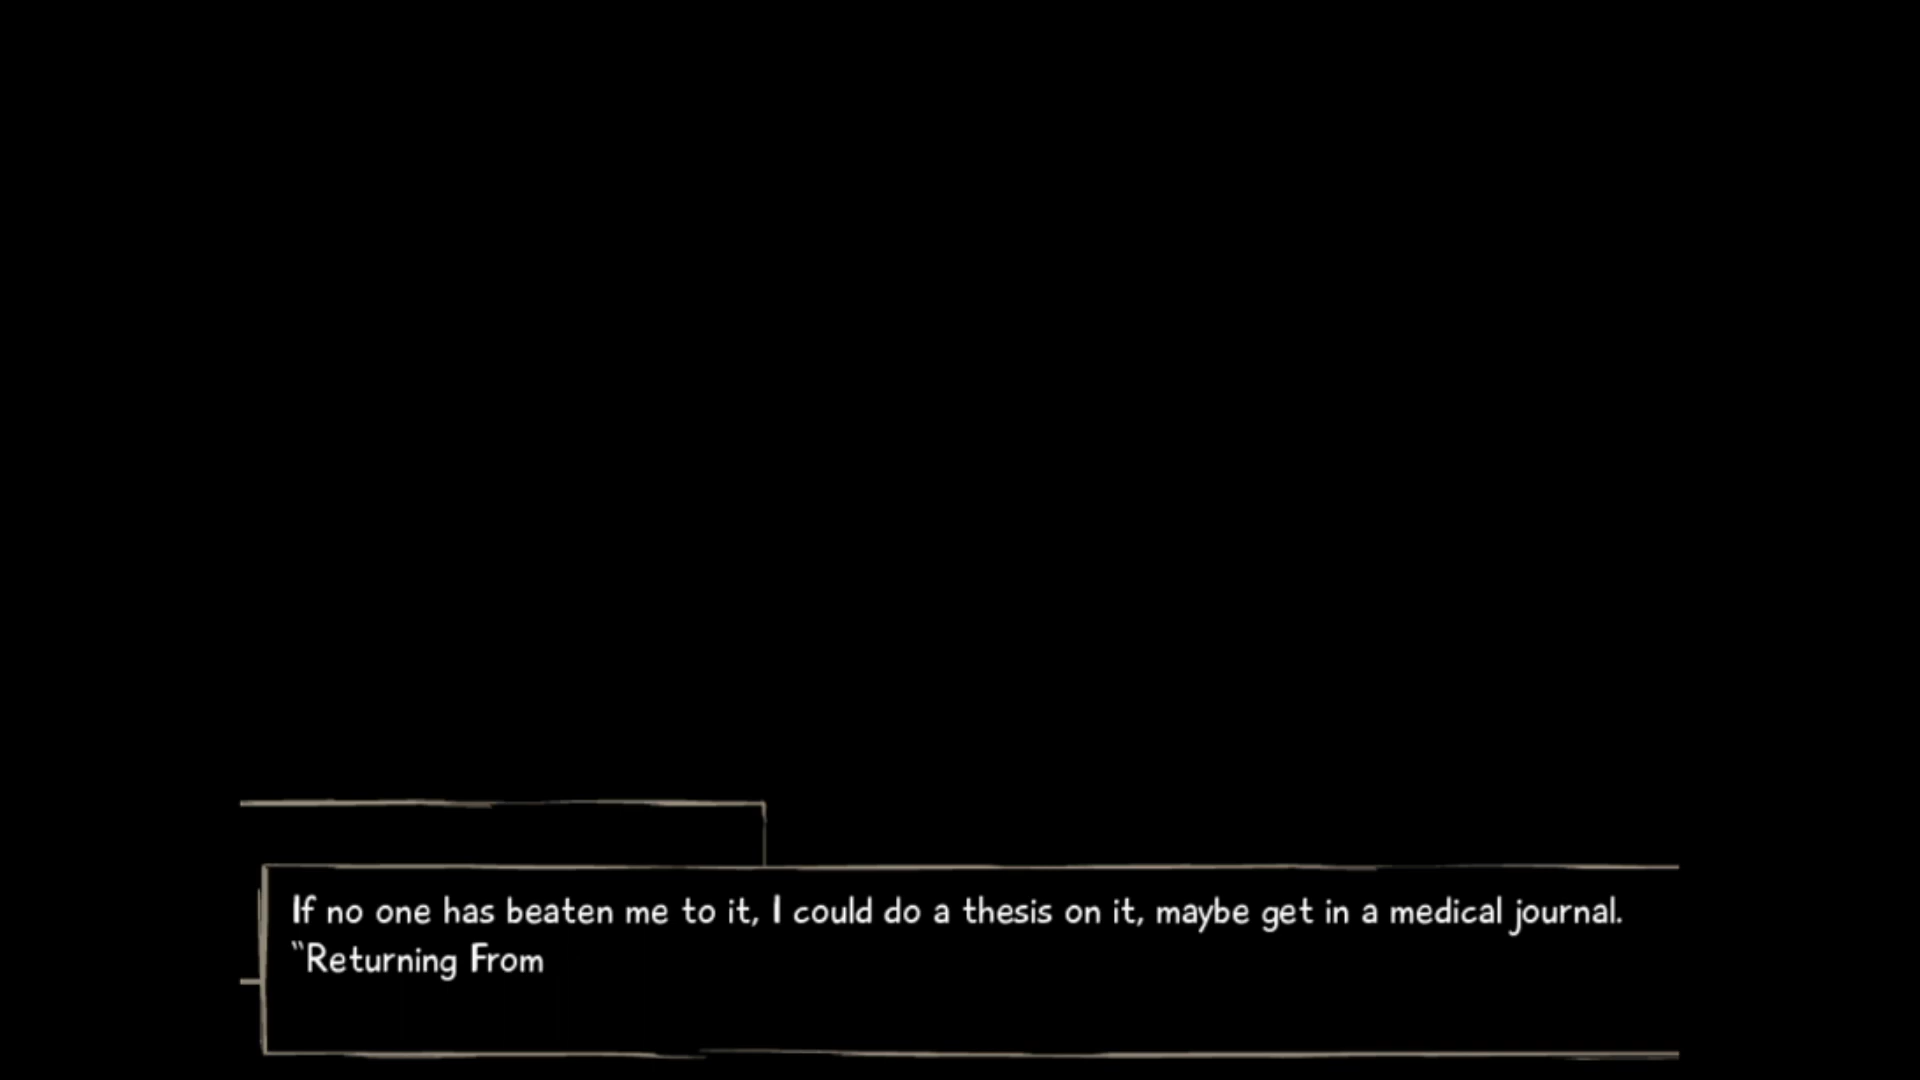 If no one has beaten me to it, I could do a thesis on it, maybe get in a medical journal.
“Returning From